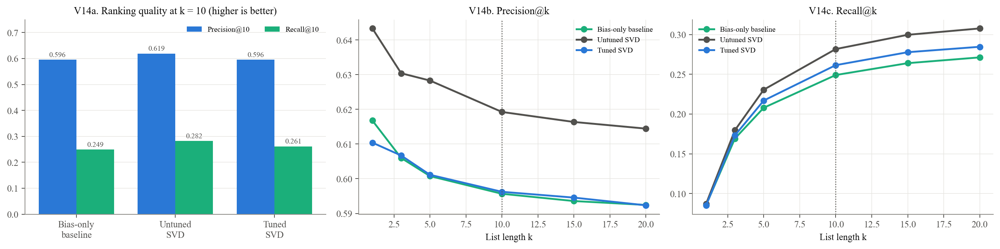 V14a. Ranking quality at k = 10 (higher is better)
Precision@10
Recall@10
0.7
0.6
0.5
0.4
0.3
0.2
0.1
0.0
0.596
0.249
0.619
0.282
0.596
0.261
Bias-only
baseline
Untuned
SVD
Tuned
SVD
V14b. Precision@k
Bias-only baseline
Untuned SVD
Tuned SVD
0.64
0.63
0.62
0.61
0.60
0.59
2.5 5.0 7.5 10.0 12.5 15.0 17.5 20.0
List length k
V14c. Recall@k
Bias-only baseline
Untuned SVD
Tuned SVD
0.30
0.25
0.20
0.15
0.10
2.5 5.0 7.5 10.0 12.5 15.0 17.5 20.0
List length k